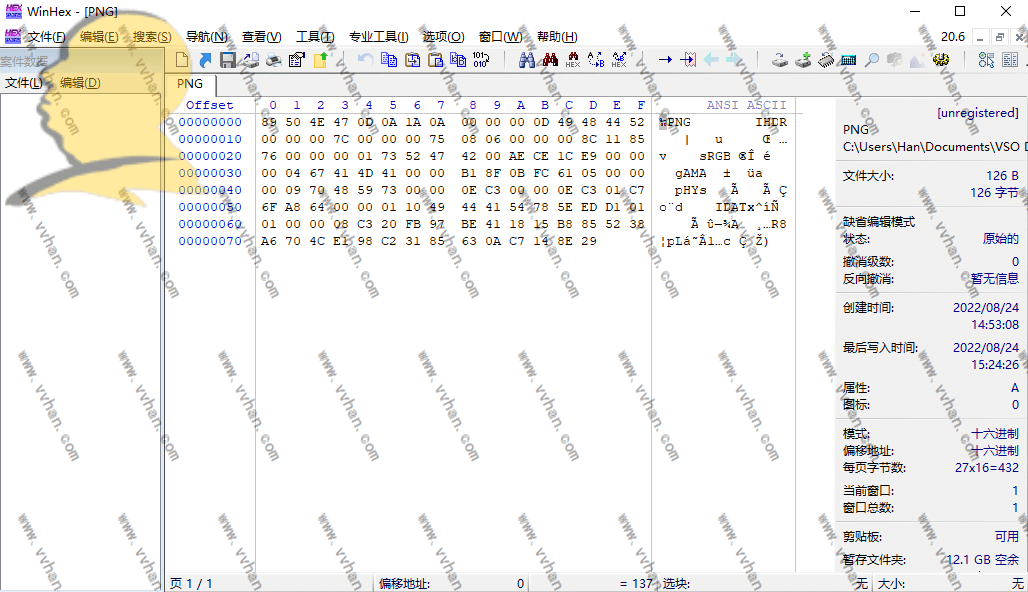 WinHex - [PNG]
文件(F) 编辑(E) 搜索(S) 导航(N) 查看(V) 工具(T) 专业工具(I) 选项(O) 窗口(W) 帮助(H) 20.6
案件数据
文件(L) 编辑(D)
PNG
Offset 0 1 2 3 4 5 6 7 8 9 A B C D E F ANSI ASCII
00000000 89 50 4E 47 0D 0A 1A 0A 00 00 00 0D 49 48 44 52 ‰PNG IHDR
00000010 00 00 00 7C 00 00 00 75 08 06 00 00 00 8C 11 85 | u Œ …
00000020 76 00 00 00 01 73 52 47 42 00 AE CE 1C E9 00 00 v sRGB ®Î é
00000030 00 04 67 41 4D 41 00 00 B1 8F 0B FC 61 05 00 00 gAMA ± üa
00000040 00 09 70 48 59 73 00 00 0E C3 00 00 0E C3 01 C7 pHYs Ã Ã Ç
00000050 6F A8 64 00 00 01 10 49 44 41 54 78 5E ED D1 01 o¨d IDATx^íÑ
00000060 01 00 00 08 C3 20 FB 97 BE 41 18 15 B8 85 52 38 Ã û—¾A ¸…R8
00000070 A6 70 4C E1 98 C2 31 85 63 0A C7 14 8E 29 ¦pLá˜Â1…c Ç Ž)
[unregistered]
PNG
C:\Users\Han\Documents\VSO D
文件大小: 126 B
126 字节
缺省编辑模式
状态: 原始的
撤消级数: 0
反向撤消: 暂无信息
创建时间: 2022/08/24
14:53:08
最后写入时间: 2022/08/24
15:24:26
属性: A
图标: 0
模式: 十六进制
偏移地址: 十六进制
每页字节数: 27x16=432
当前窗口: 1
窗口总数: 1
剪贴板: 可用
暂存文件夹: 12.1 GB 空余
页 1 / 1 偏移地址: 0 = 137 选块: 无 大小: 无
www.vvhan.com